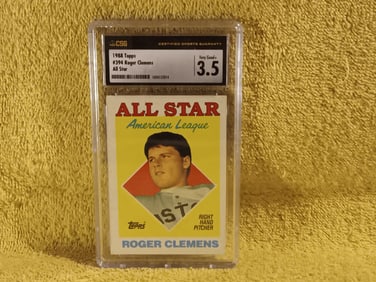 CSG
CERTIFIED SPORTS GUARANTY
1988 Topps
#394 Roger Clemens
All Star
Very Good+
3.5
ALL STAR
American League
IST
Topps
RIGHT
HAND
PITCHER
ROGER CLEMENS